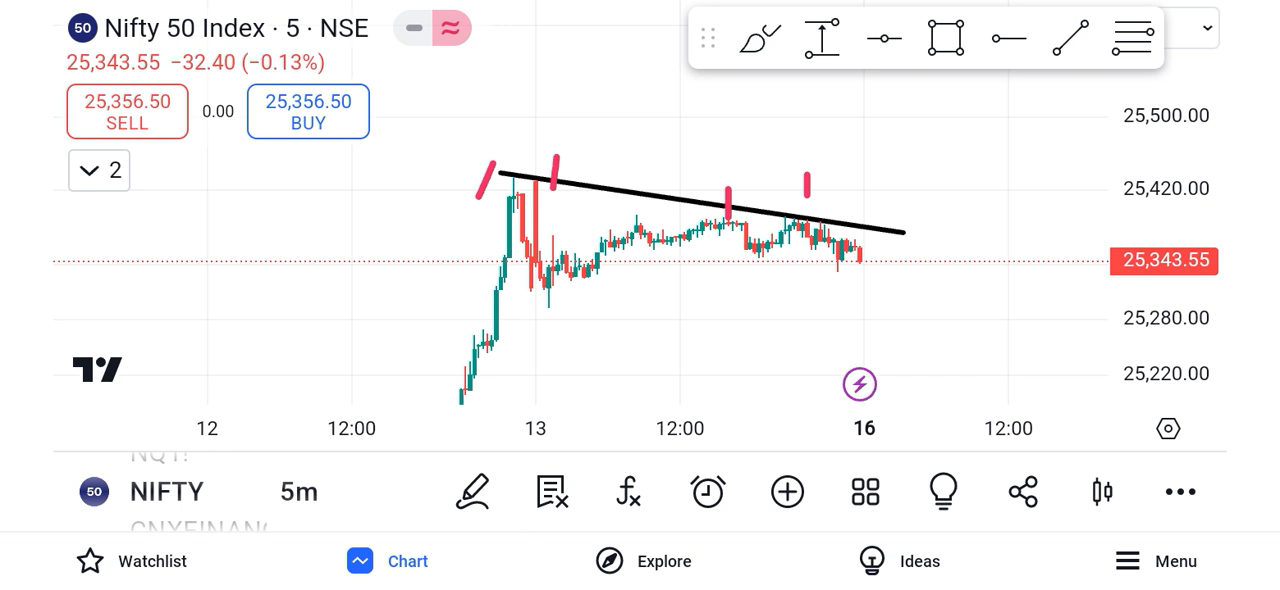 50 Nifty 50 Index · 5 · NSE
25,343.55 −32.40 (−0.13%)
25,356.50 SELL 0.00 25,356.50 BUY
2
25,500.00
25,420.00
25,343.55
25,280.00
25,220.00
12 12:00 13 12:00 16 12:00
50 NIFTY 5m
Watchlist Chart Explore Ideas Menu